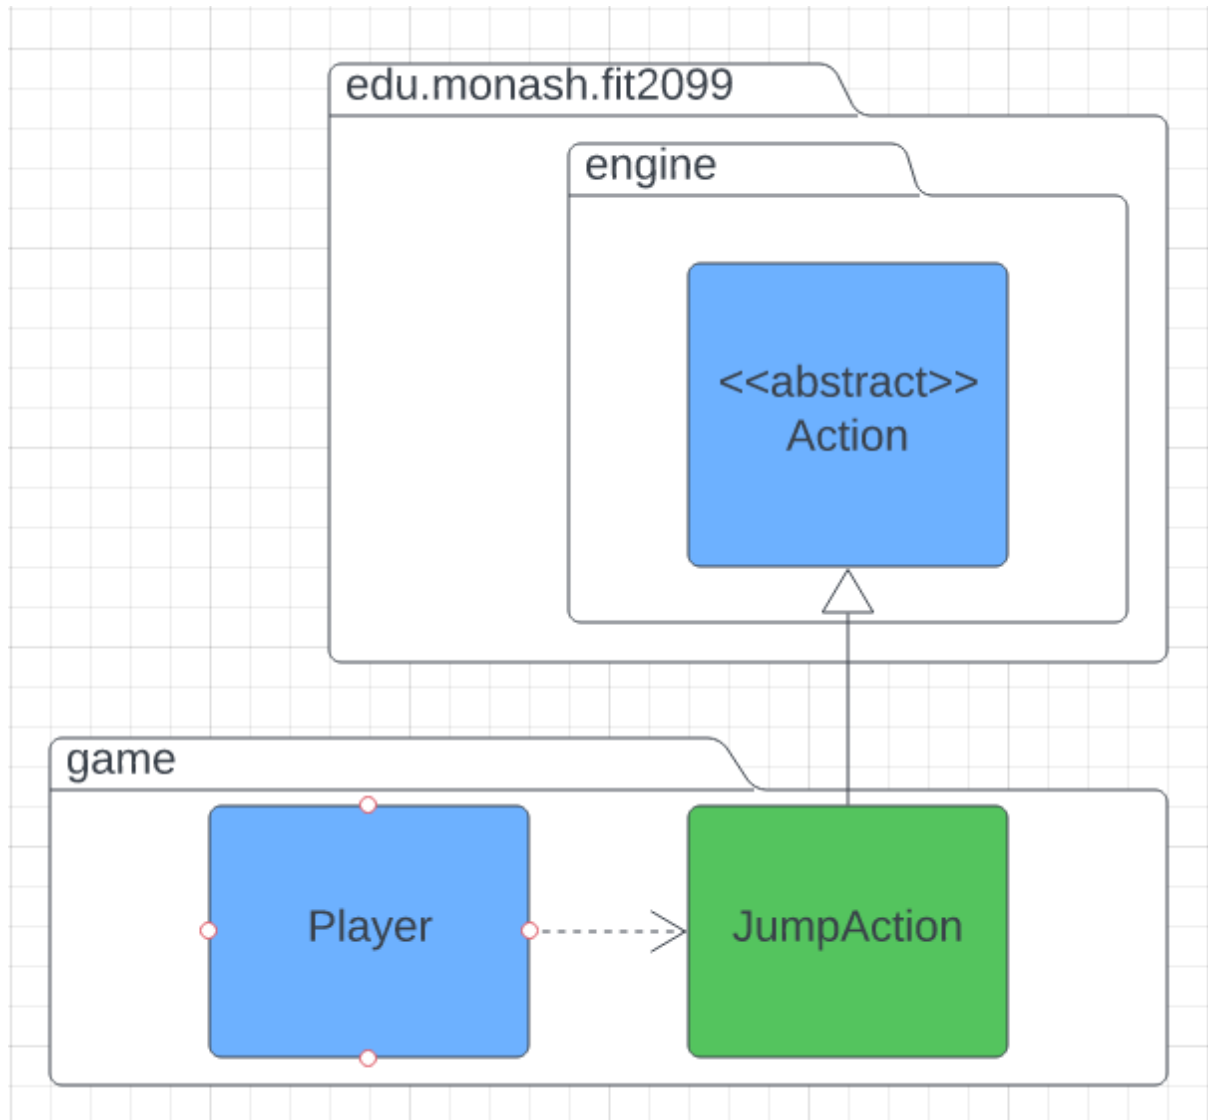 edu.monash.fit2099
engine
<<abstract>>
Action
game
Player
JumpAction